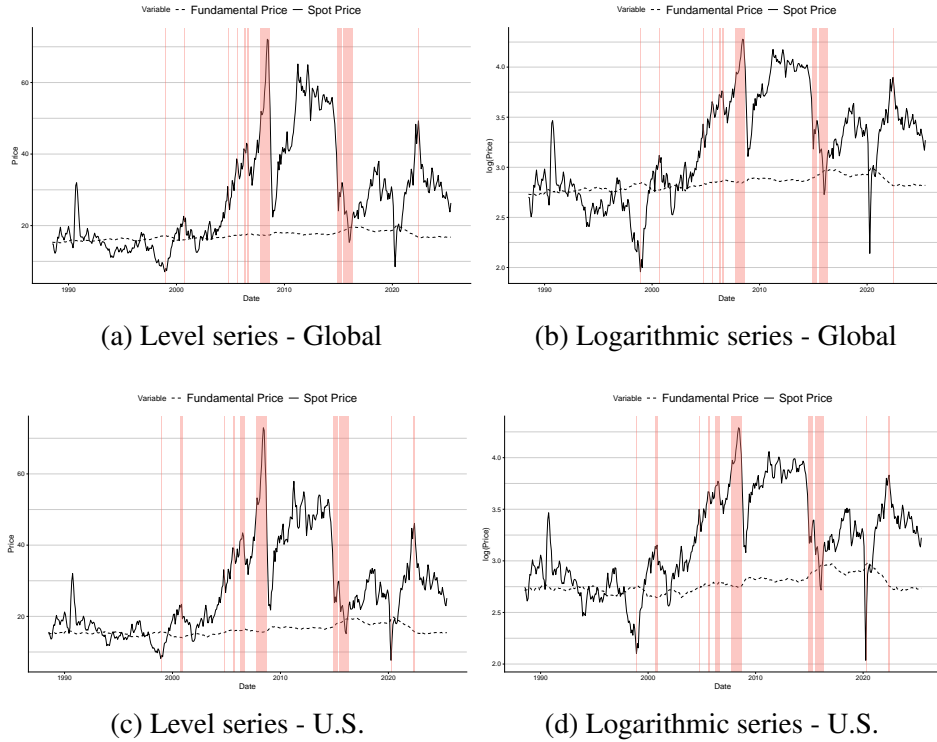 Variable -- Fundamental Price — Spot Price
Price
60
40
20
1990
2000
2010
2020
Date
(a) Level series - Global
Variable -- Fundamental Price — Spot Price
log(Price)
4.0
3.5
3.0
2.5
2.0
1990
2000
2010
2020
Date
(b) Logarithmic series - Global
Variable -- Fundamental Price — Spot Price
Price
60
40
20
1990
2000
2010
2020
Date
(c) Level series - U.S.
Variable -- Fundamental Price — Spot Price
log(Price)
4.0
3.5
3.0
2.5
2.0
1990
2000
2010
2020
Date
(d) Logarithmic series - U.S.